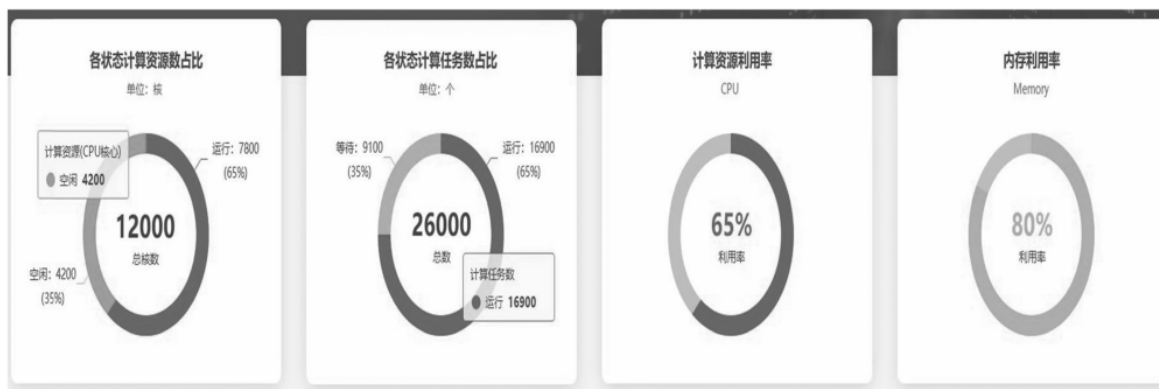 各状态计算资源数占比
单位：核
计算资源(CPU核心)
空闲 4200
运行：7800
(65%)
12000
总核数
空闲：4200
(35%)
各状态计算任务数占比
单位：个
等待：9100
(35%)
运行：16900
(65%)
26000
总数
计算任务数
运行 16900
计算资源利用率
CPU
65%
利用率
内存利用率
Memory
80%
利用率